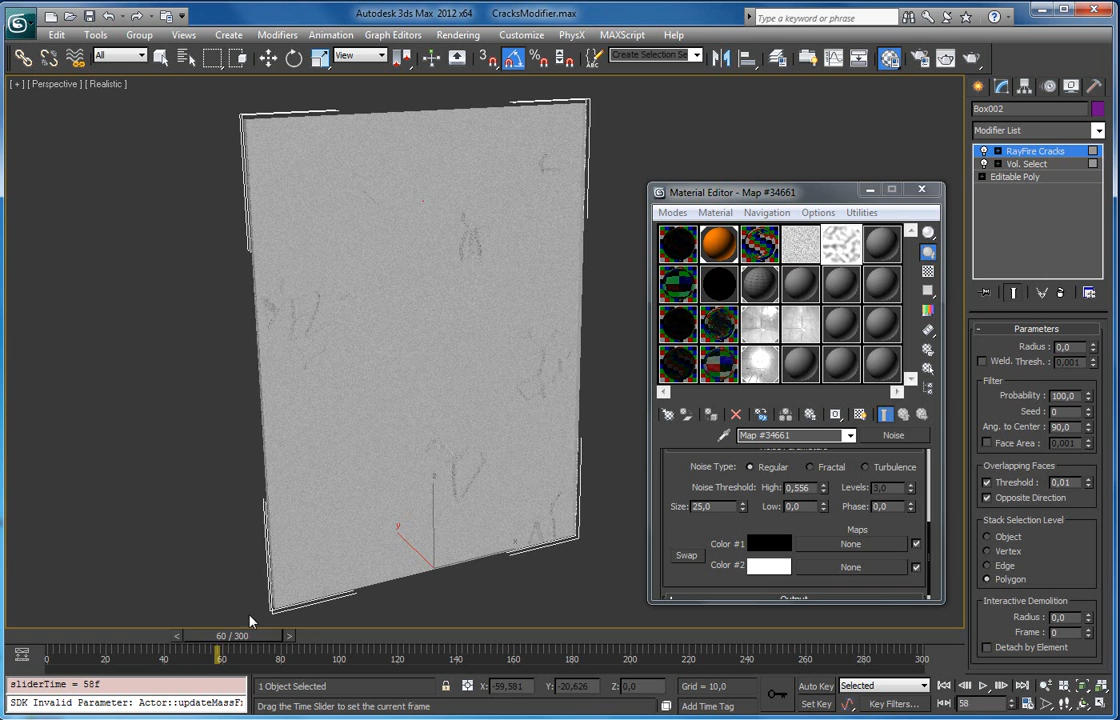 Autodesk 3ds Max 2012 x64 CracksModifier.max
Type a keyword or phrase
Edit Tools Group Views Create Modifiers Animation Graph Editors Rendering Customize PhysX MAXScript Help
All View Create Selection Se
[ + ] [ Perspective ] [ Realistic ]
Box002
Modifier List
RayFire Cracks
Vol. Select
Editable Poly
Material Editor - Map #34661
Modes Material Navigation Options Utilities
Map #34661 Noise
Noise Parameters
Noise Type: Regular Fractal Turbulence
Noise Threshold: High: 0,556 Levels: 3,0
Size: 25,0 Low: 0,0 Phase: 0,0
Maps
Color #1 None
Swap
Color #2 None
Output
Parameters
Radius : 0,0
Weld. Thresh. : 0,001
Filter
Probability : 100,0
Seed : 0
Ang. to Center : 90,0
Face Area : 0,001
Overlapping Faces
Threshold : 0,01
Opposite Direction
Stack Selection Level
Object
Vertex
Edge
Polygon
Interactive Demolition
Radius : 0,0
Frame : 0
Detach by Element
y
x
< 60 / 300 >
0 20 40 60 80 100 120 140 160 180 200 220 240 260 280 300
sliderTime = 58f
SDK Invalid Parameter: Actor::updateMassF
1 Object Selected X: -59,581 Y: -20,626 Z: 0,0 Grid = 10,0
Drag the Time Slider to set the current frame Add Time Tag
Auto Key Selected
Set Key Key Filters... 58